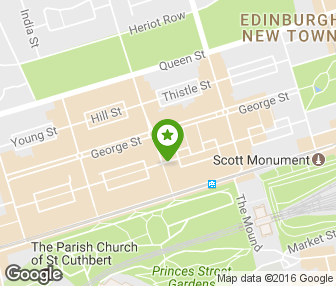 EDINBURGH
NEW TOWN
India St
Heriot Row
Queen St
Thistle St
Hill St
George St
Young St
George St
Scott Monument
The Mound
The Parish Church
of St Cuthbert
Market St
Princes Street
Gardens
Google
Map data ©2016 Google